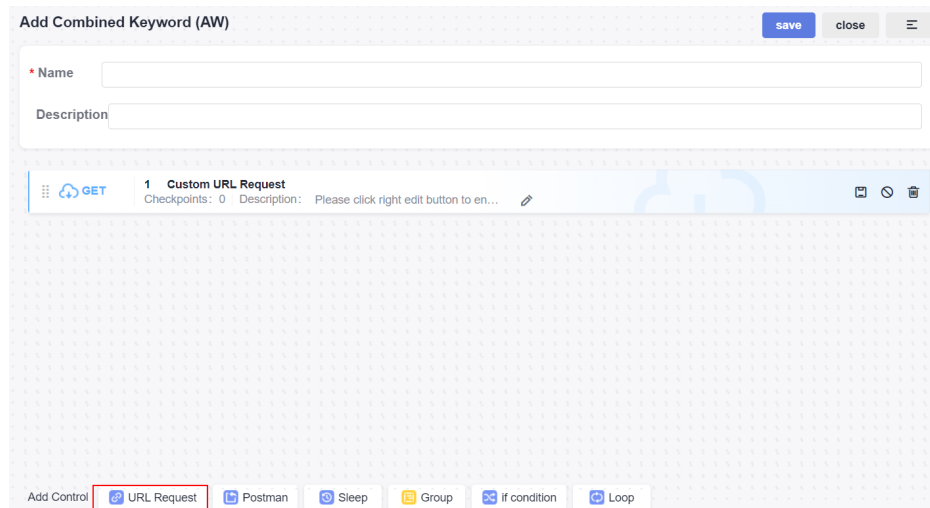 Add Combined Keyword (AW)
save
close
* Name
Description
GET
1 Custom URL Request
Checkpoints: 0 Description: Please click right edit button to en...
Add Control URL Request Postman Sleep Group if condition Loop